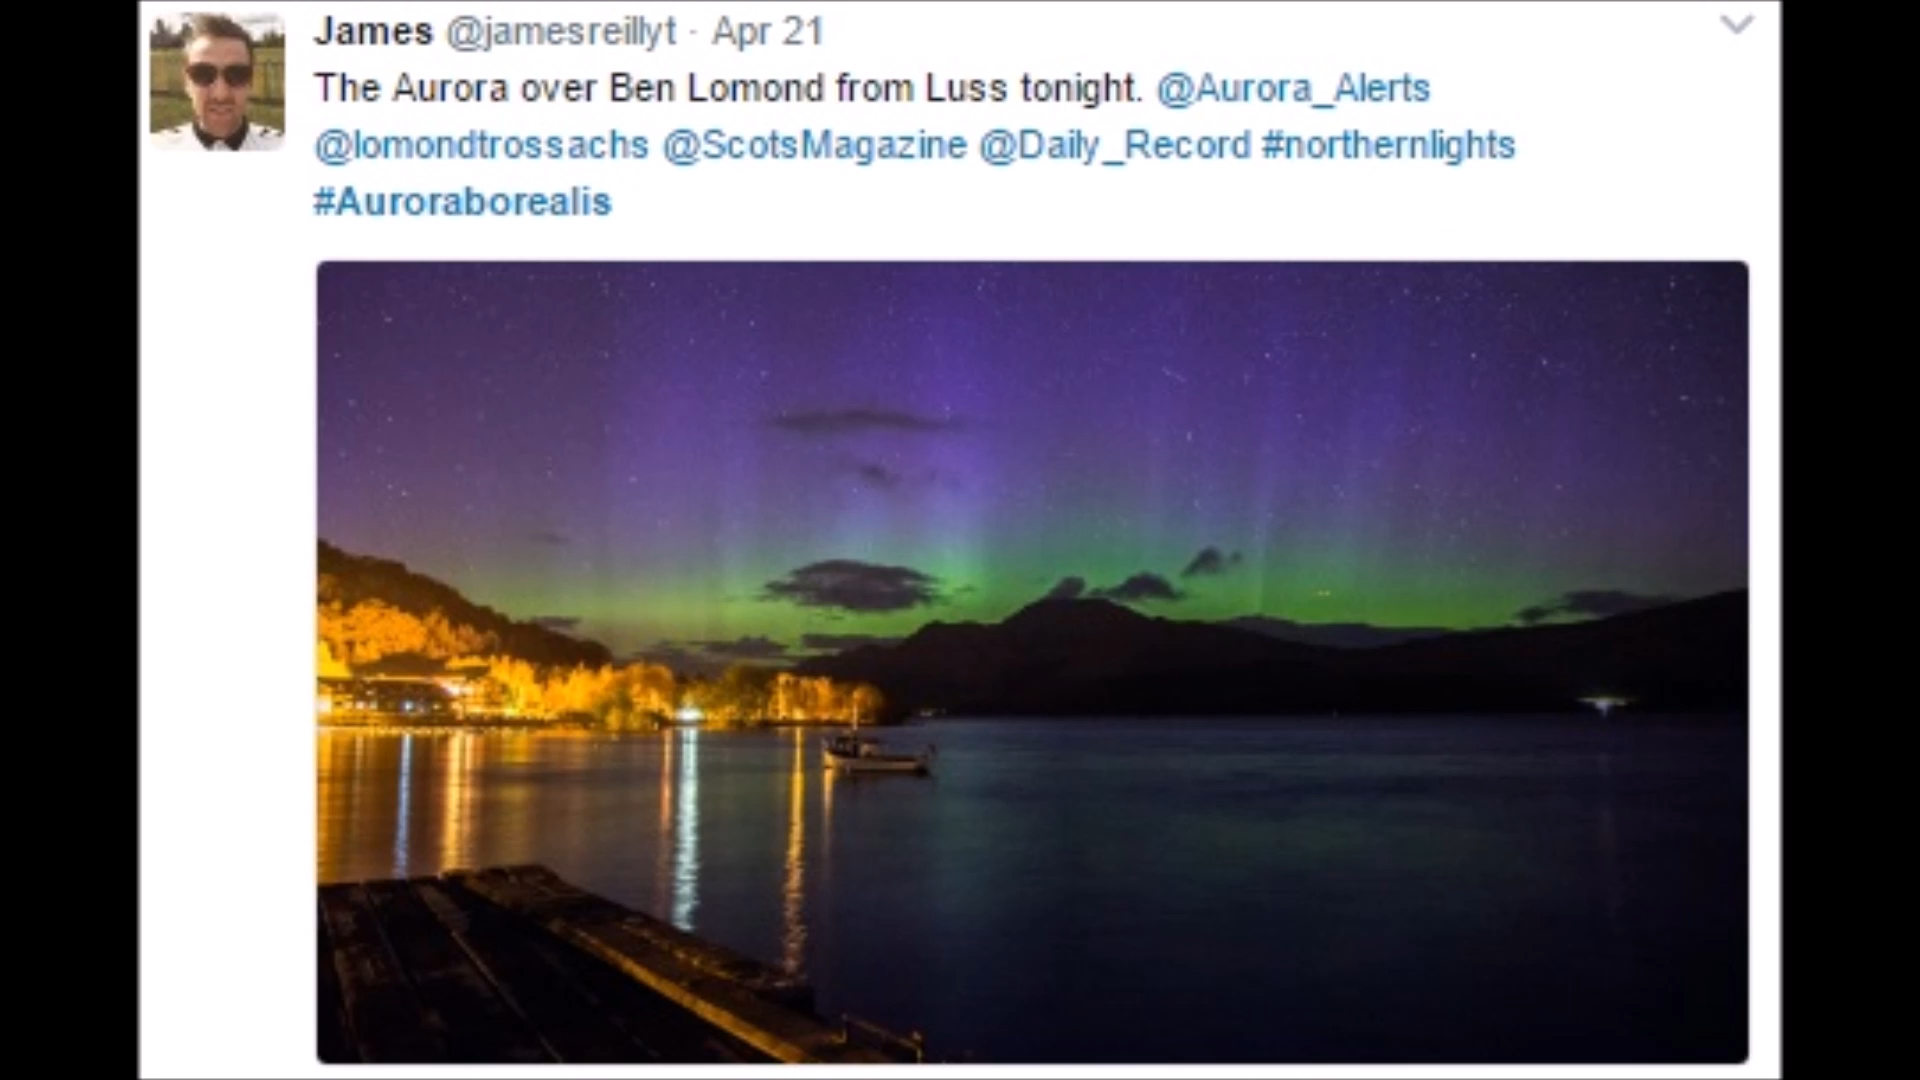 James @jamesreillyt · Apr 21
The Aurora over Ben Lomond from Luss tonight. @Aurora_Alerts
@lomondtrossachs @ScotsMagazine @Daily_Record #northernlights
#Auroraborealis